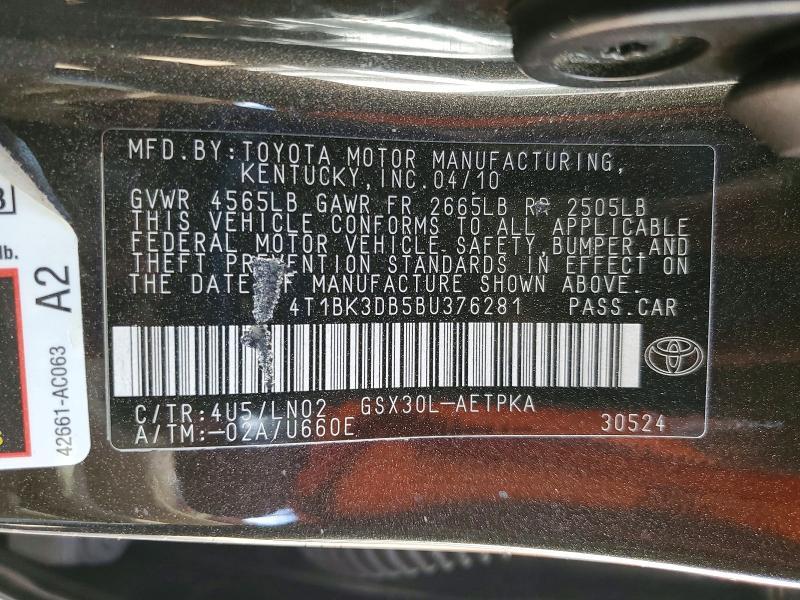 MFD.BY:TOYOTA MOTOR MANUFACTURING,
KENTUCKY, INC. 04/10
GVWR 4565LB GAWR FR 2665LB RR 2505LB
THIS VEHICLE CONFORMS TO ALL APPLICABLE
FEDERAL MOTOR VEHICLE SAFETY, BUMPER AND
THEFT PREVENTION STANDARDS IN EFFECT ON
THE DATE OF MANUFACTURE SHOWN ABOVE.
4T1BK3DB5BU376281 PASS.CAR
C/TR:4U5/LN02 GSX30L-AETPKA
A/TM:-02A/U660E 30524
lb.
A2
42661-AC063